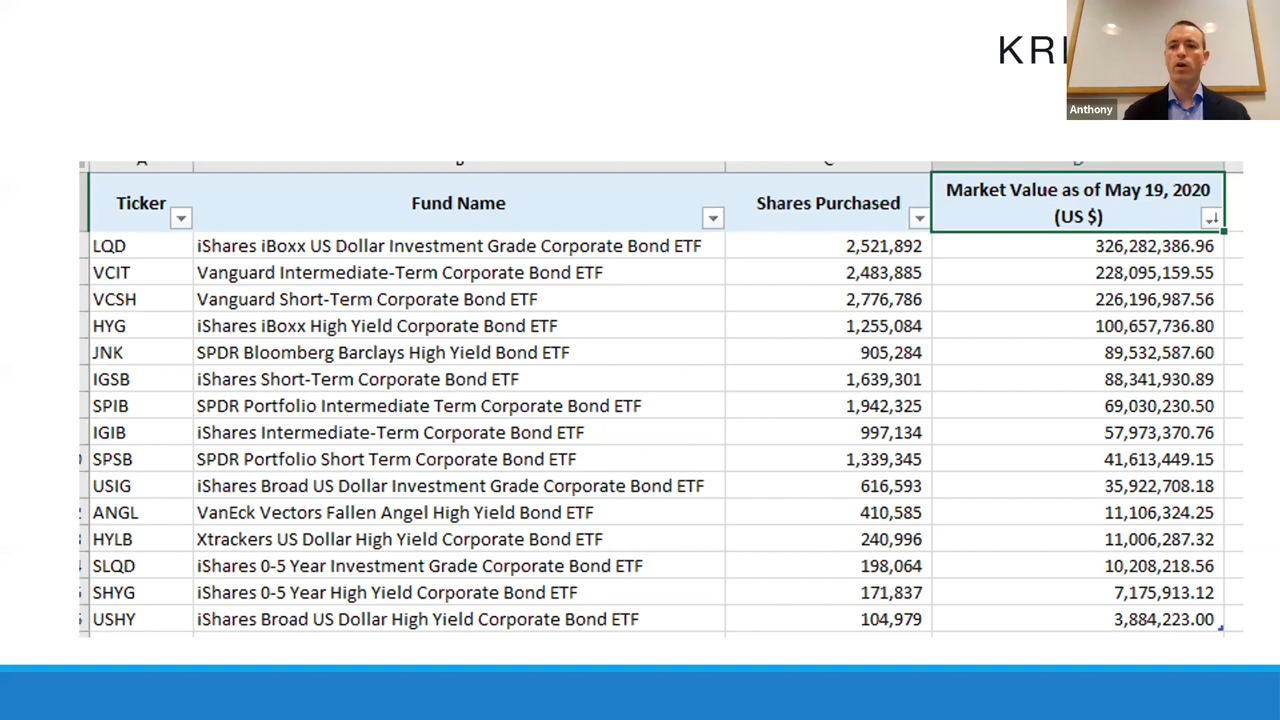 KRI
Anthony
Ticker Fund Name Shares Purchased Market Value as of May 19, 2020
(US $)
LQD iShares iBoxx US Dollar Investment Grade Corporate Bond ETF 2,521,892 326,282,386.96
VCIT Vanguard Intermediate-Term Corporate Bond ETF 2,483,885 228,095,159.55
VCSH Vanguard Short-Term Corporate Bond ETF 2,776,786 226,196,987.56
HYG iShares iBoxx High Yield Corporate Bond ETF 1,255,084 100,657,736.80
JNK SPDR Bloomberg Barclays High Yield Bond ETF 905,284 89,532,587.60
IGSB iShares Short-Term Corporate Bond ETF 1,639,301 88,341,930.89
SPIB SPDR Portfolio Intermediate Term Corporate Bond ETF 1,942,325 69,030,230.50
IGIB iShares Intermediate-Term Corporate Bond ETF 997,134 57,973,370.76
SPSB SPDR Portfolio Short Term Corporate Bond ETF 1,339,345 41,613,449.15
USIG iShares Broad US Dollar Investment Grade Corporate Bond ETF 616,593 35,922,708.18
ANGL VanEck Vectors Fallen Angel High Yield Bond ETF 410,585 11,106,324.25
HYLB Xtrackers US Dollar High Yield Corporate Bond ETF 240,996 11,006,287.32
SLQD iShares 0-5 Year Investment Grade Corporate Bond ETF 198,064 10,208,218.56
SHYG iShares 0-5 Year High Yield Corporate Bond ETF 171,837 7,175,913.12
USHY iShares Broad US Dollar High Yield Corporate Bond ETF 104,979 3,884,223.00